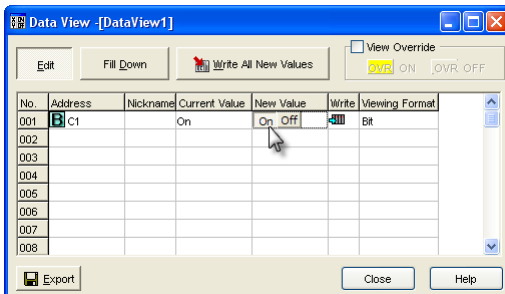 Data View -[DataView1]
View Override
Edit Fill Down Write All New Values OVR ON OVR OFF
No. Address Nickname Current Value New Value Write Viewing Format
001 B C1 On On Off Bit
002
003
004
005
006
007
008
Export Close Help